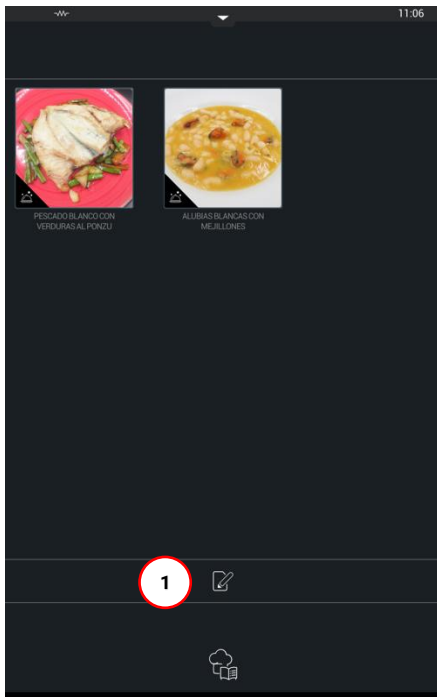 11:06
PESCADO BLANCO CON
VERDURAS AL PONZU
ALUBIAS BLANCAS CON
MEJILLONES
1